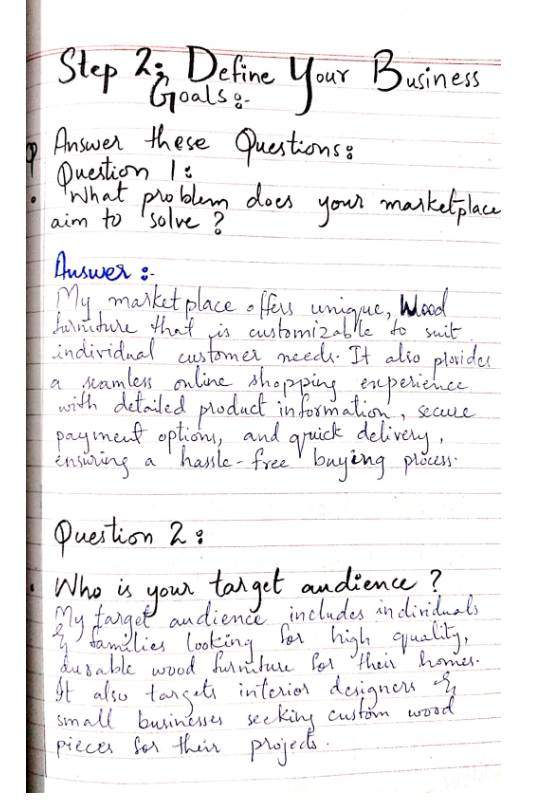 Step 2: Define Your Business
Goals:-
Answer these Questions:
Question 1:
What problem does your marketplace
aim to solve?
Answer:-
My marketplace offers unique, Wood
furniture that is customizable to suit
individual customer needs. It also provides
a seamless online shopping experience
with detailed product information, secure
payment options, and quick delivery,
ensuring a hassle-free buying process.
Question 2:
Who is your target audience?
My target audience includes individuals
& families looking for high quality,
durable wood furniture for their homes.
It also targets interior designers &
small businesses seeking custom wood
pieces for their projects.